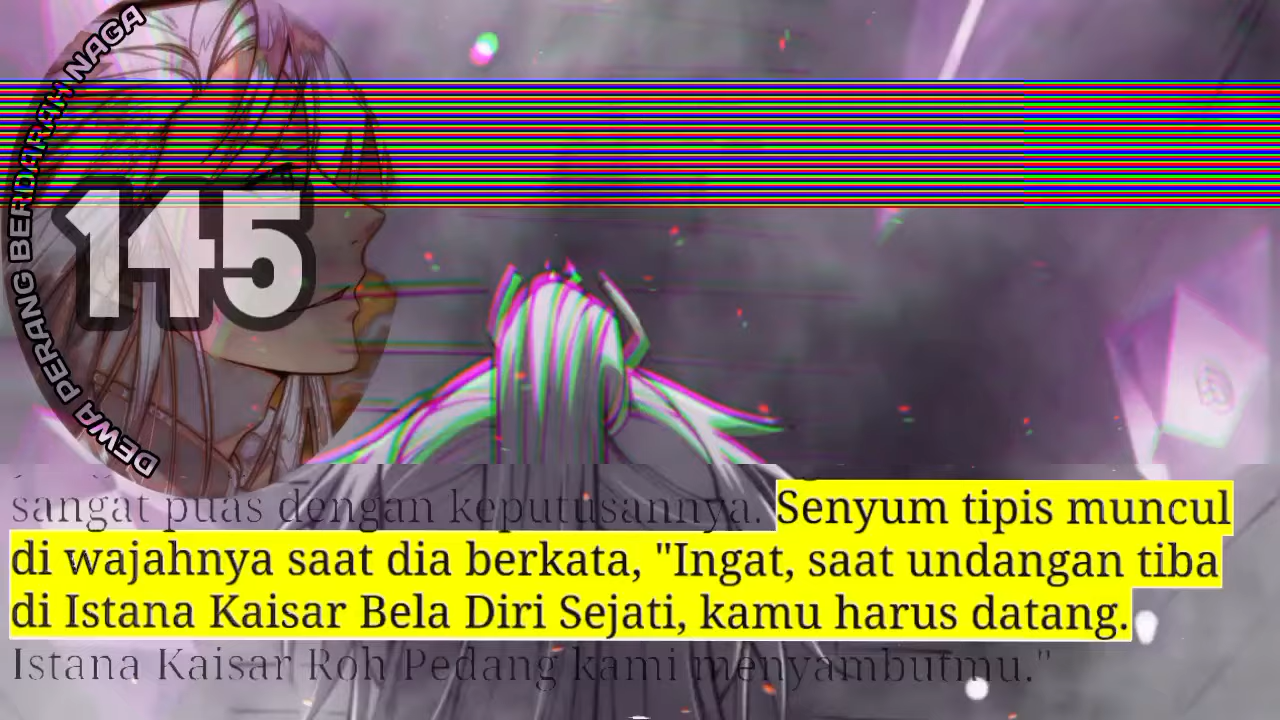 DEWA PERANG BERDARAH NAGA
145
sangat puas dengan keputusannya. Senyum tipis muncul
di wajahnya saat dia berkata, "Ingat, saat undangan tiba
di Istana Kaisar Bela Diri Sejati, kamu harus datang.
Istana Kaisar Roh Pedang kami menyambutmu."